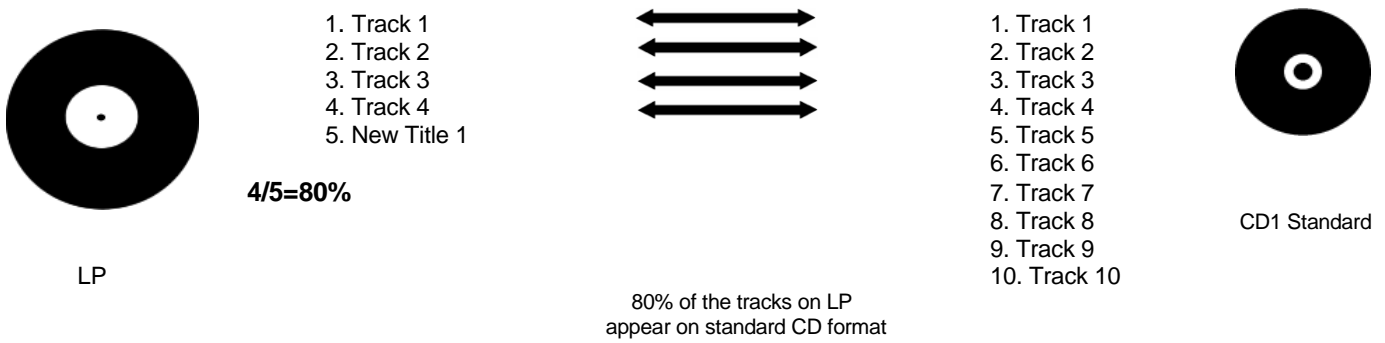 1. Track 1
2. Track 2
3. Track 3
4. Track 4
5. New Title 1
4/5=80%
LP
1. Track 1
2. Track 2
3. Track 3
4. Track 4
5. Track 5
6. Track 6
7. Track 7
8. Track 8
9. Track 9
10. Track 10
CD1 Standard
80% of the tracks on LP
appear on standard CD format